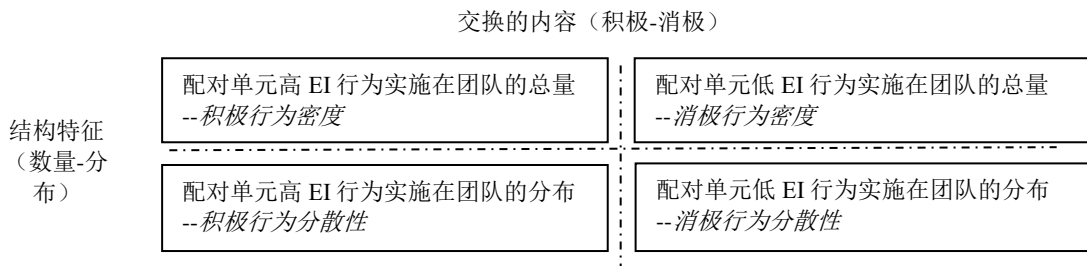 交换的内容（积极-消极）
配对单元高 EI 行为实施在团队的总量
--积极行为密度
配对单元低 EI 行为实施在团队的总量
--消极行为密度
结构特征
（数量-分
布）
配对单元高 EI 行为实施在团队的分布
--积极行为分散性
配对单元低 EI 行为实施在团队的分布
--消极行为分散性